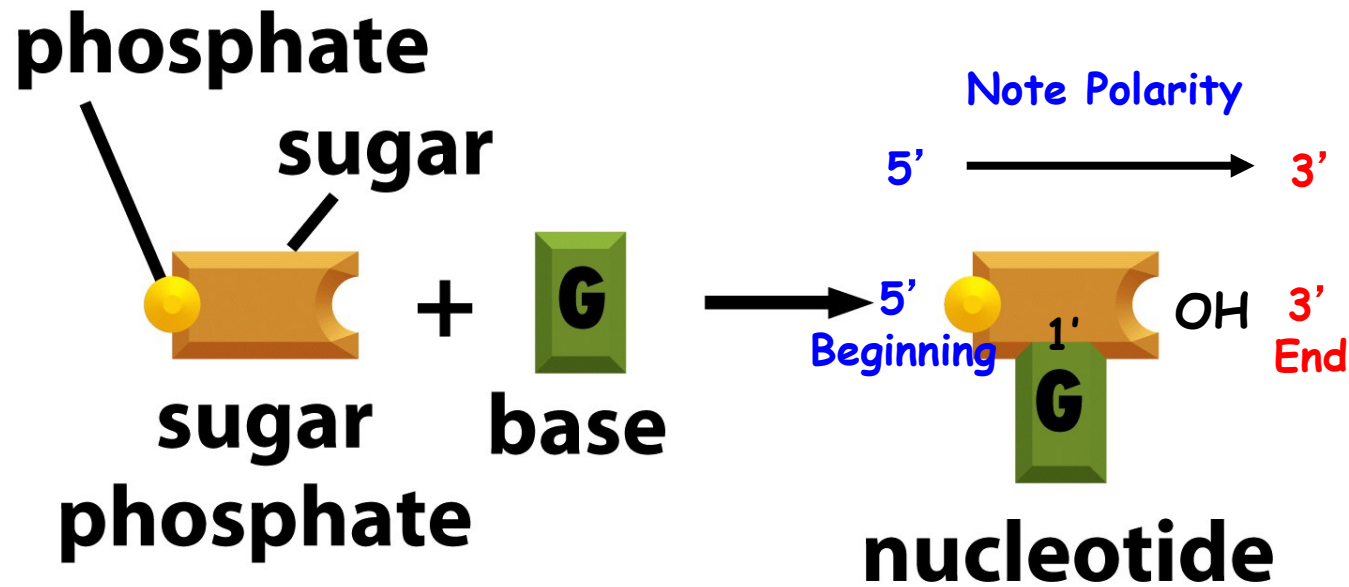 phosphate
sugar
sugar
phosphate
+
G
base
Note Polarity
5’ 3’
5’
Beginning
1’
G
OH
3’
End
nucleotide